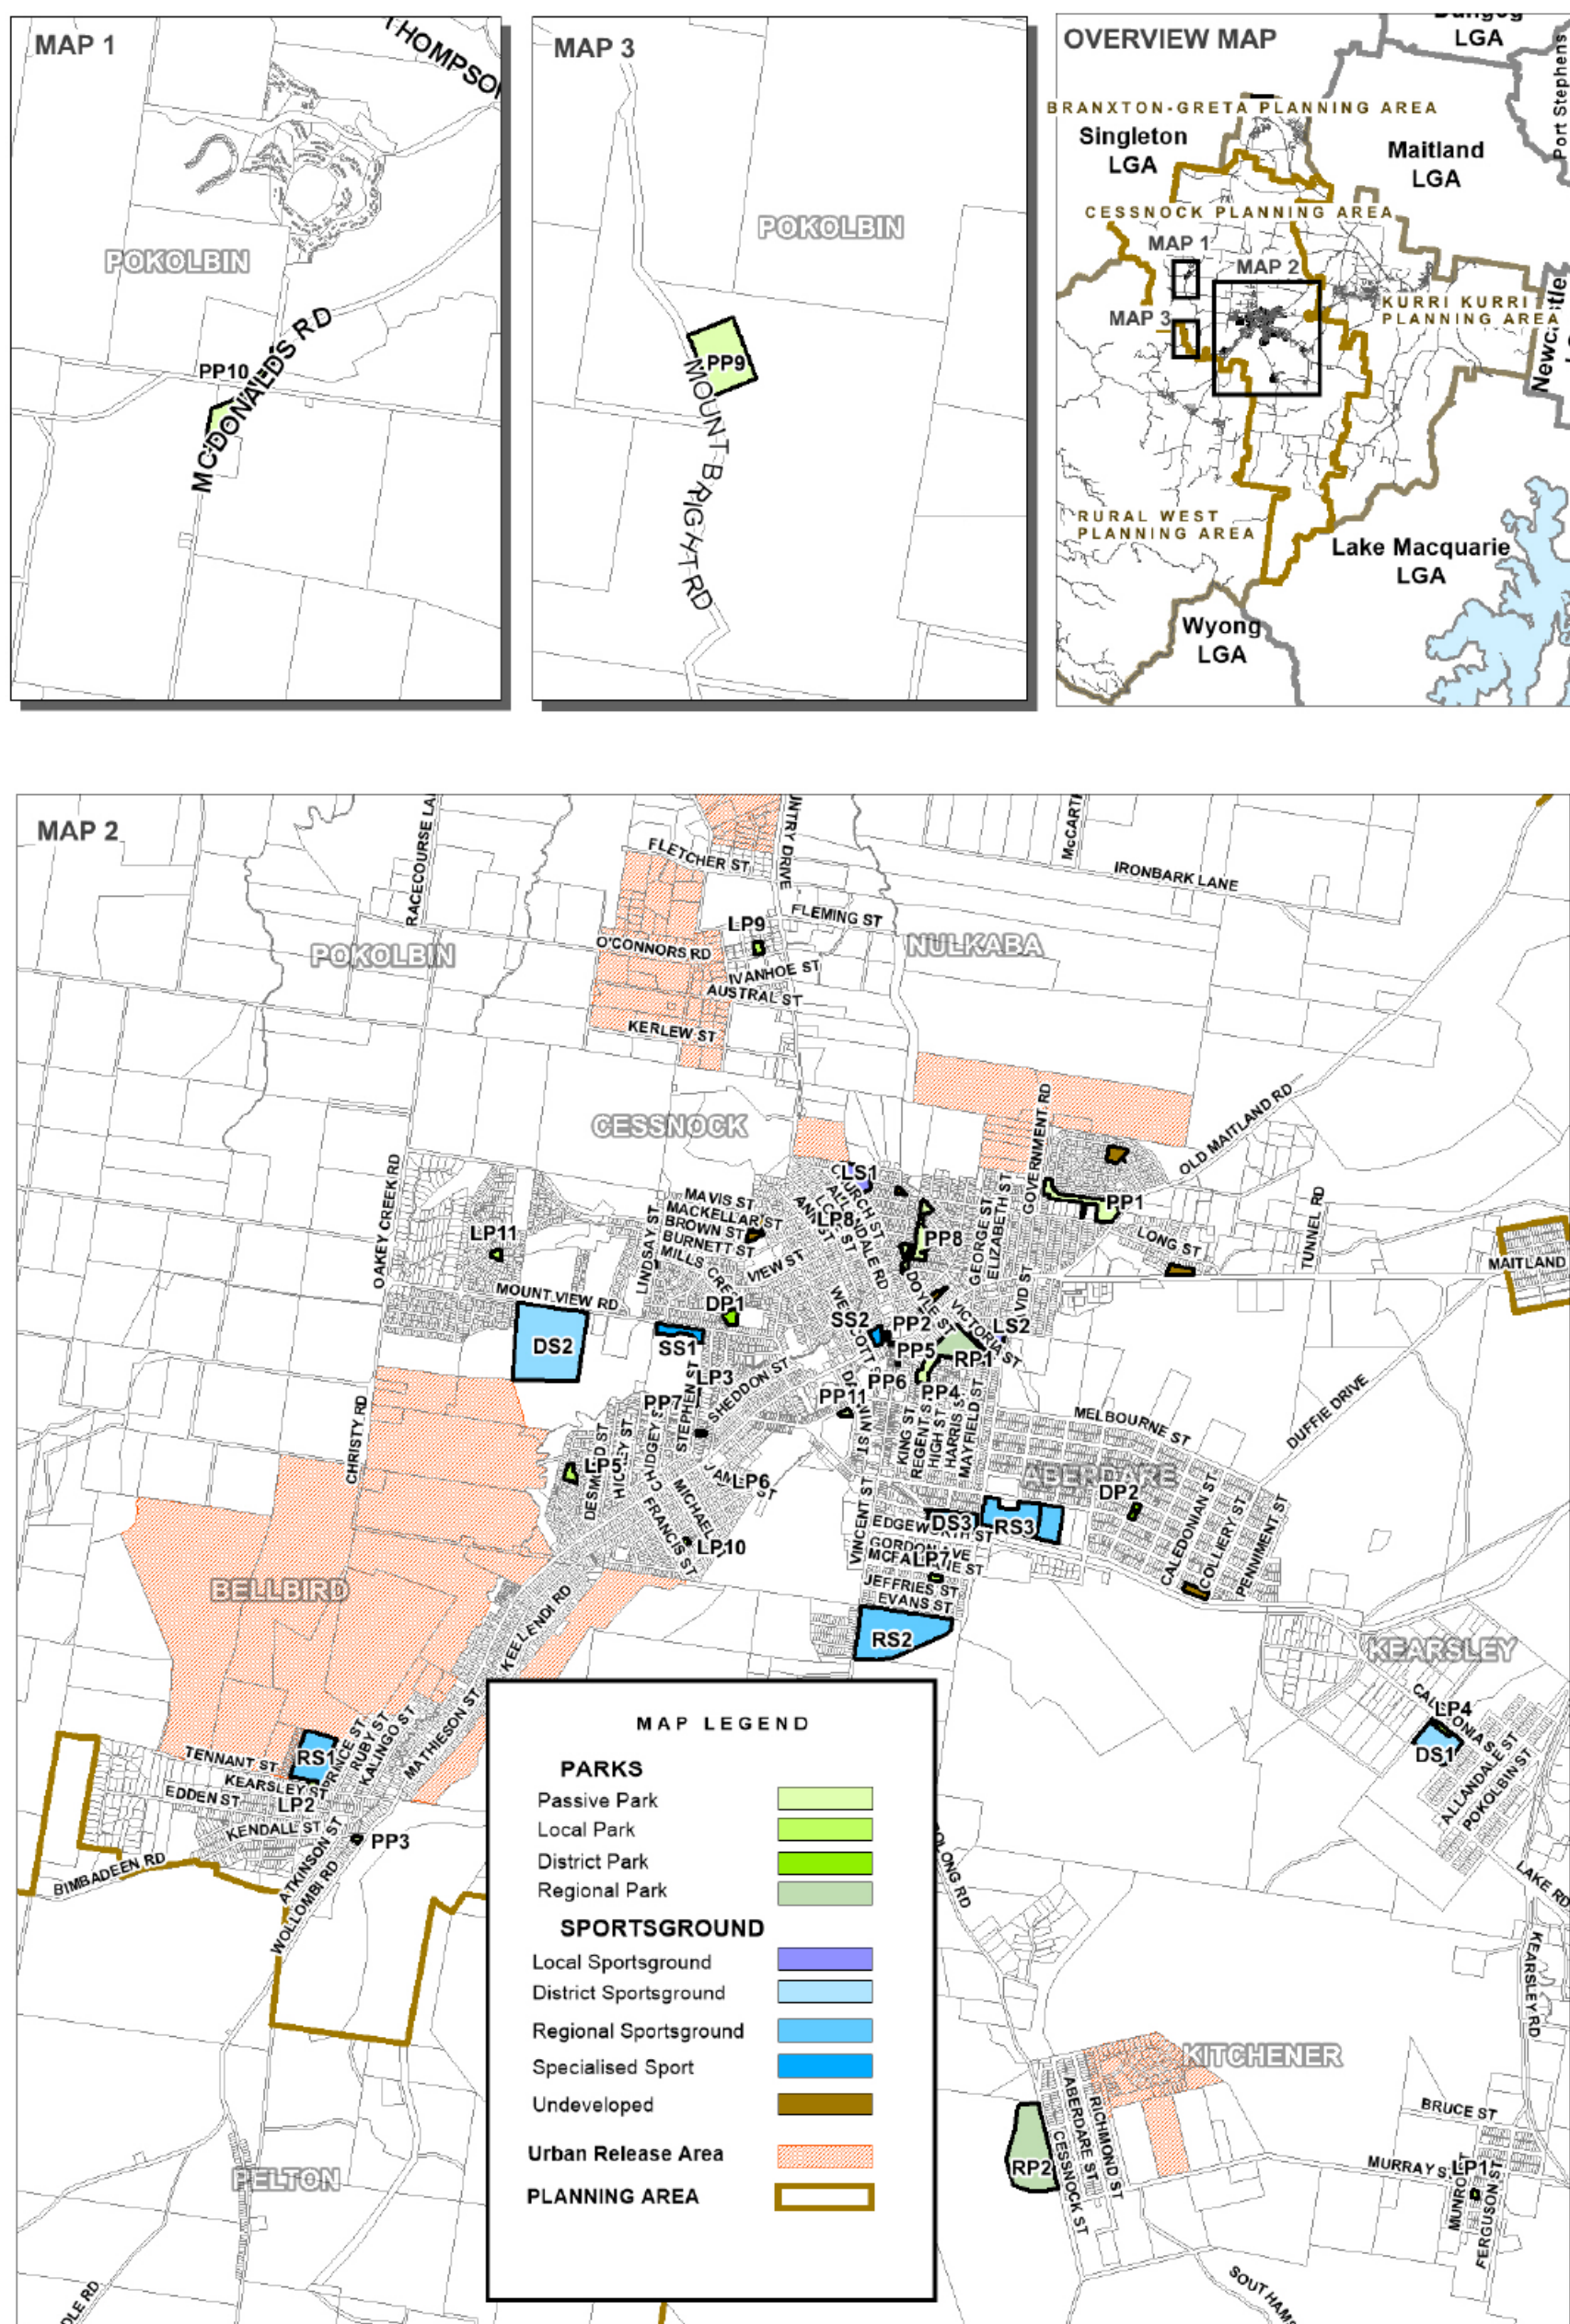 MAP 1
POKOLBIN
PP10
MCDONALDS RD
MAP 3
POKOLBIN
PP9
MOUNT BRIGHT RD
OVERVIEW MAP
LGA
Port Stephens
BRANXTON-GRETA PLANNING AREA
Singleton
LGA
Maitland
LGA
CESSNOCK PLANNING AREA
MAP 1
MAP 2
MAP 3
KURRI KURRI
PLANNING AREA
Newcastle
RURAL WEST
PLANNING AREA
Lake Macquarie
LGA
Wyong
LGA
MAP 2
FLETCHER ST
IRONBARK LANE
LP9
FLEMING ST
O'CONNORS RD
POKOLBIN
NULKABA
IVANHOE ST
AUSTRAL ST
KERLEW ST
CESSNOCK
GOVERNMENT RD
OLD MAITLAND RD
OAKEY CREEK RD
LS1
MAVIS ST
MACKELLAR ST
BROWN ST
BURNETT ST
LINDSAY ST
CHURCH ST
ALLANDALE RD
LP8
PP1
PP8
GEORGE ST
ELIZABETH ST
LP11
VIEW ST
LONG ST
TUNNEL RD
MAITLAND
MOUNT VIEW RD
DP1
DOYLE ST
VICTORIA ST
SS2
PP2
LS2
DS2
SS1
PP5
RP1
LP3
SHEDDON ST
PP6
PP4
PP7
PP11
STEPHEN ST
CHRISTY RD
KING ST
REGENT ST
HIGH ST
HARRIS ST
MAYFIELD ST
MELBOURNE ST
DUFFIE DRIVE
ABERDARE
DESMOND ST
LP5
LP6
DP2
VINCENT ST
CALEDONIAN ST
COLLIERY ST
PENNIMENT ST
FRANCIS ST
DS3
RS3
LP10
LP7
JEFFRIES ST
EVANS ST
BELLBIRD
KEELENDI RD
RS2
KEARSLEY
LP4
DS1
ALLANDALE ST
POKOLBIN ST
TENNANT ST
RS1
RUBY ST
KALINGO ST
MATHIESON ST
EDDEN ST
LP2
KENDALL ST
PP3
BIMBADEEN RD
ATKINSON ST
WOLLOMBI RD
LAKE RD
KEARSLEY RD
KITCHENER
RICHMOND ST
ABERDARE ST
CESSNOCK ST
RP2
BRUCE ST
LP1
FERGUSON ST
PELTON
MAP LEGEND
PARKS
Passive Park
Local Park
District Park
Regional Park
SPORTSGROUND
Local Sportsground
District Sportsground
Regional Sportsground
Specialised Sport
Undeveloped
Urban Release Area
PLANNING AREA